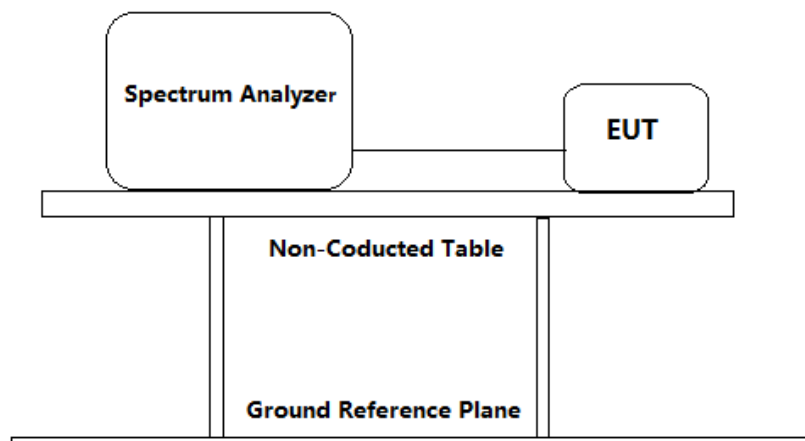 Spectrum Analyzer
EUT
Non-Coducted Table
Ground Reference Plane